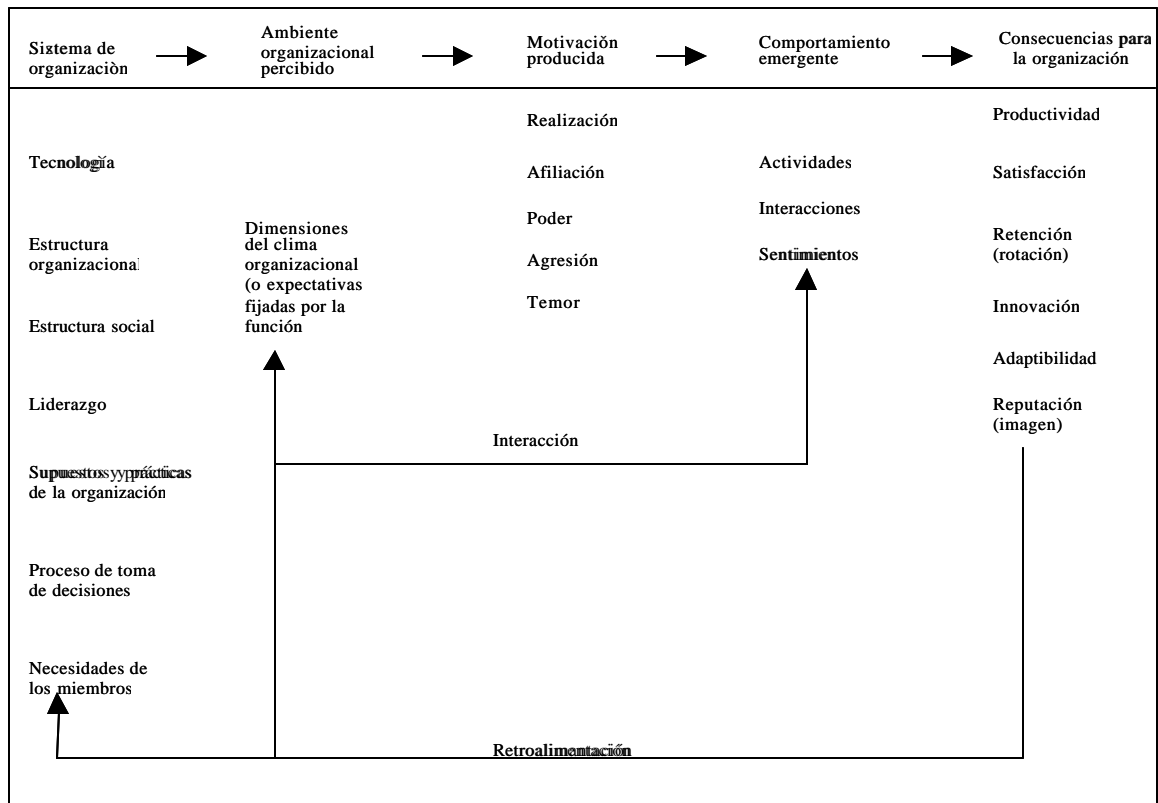 Sistema de
organizaciòn
Ambiente
organizacional
percibido
Motivaciǒn
producida
Comportamiento
emergente
Consecuencias para
la organización
Tecnologìa
Estructura
organizacional
Estructura social
Liderazgo
Supuestos y prácticas
de la organización
Proceso de toma
de decisiones
Necesidades de
los miembros
Dimensiones
del clima
organizacional
(o expectativas
fijadas por la
función
Realización
Afiliación
Poder
Agresión
Temor
Actividades
Interacciones
Sentimientos
Productividad
Satisfacción
Retención
(rotación)
Innovación
Adaptibilidad
Reputación
(imagen)
Interacción
Retroalimentación